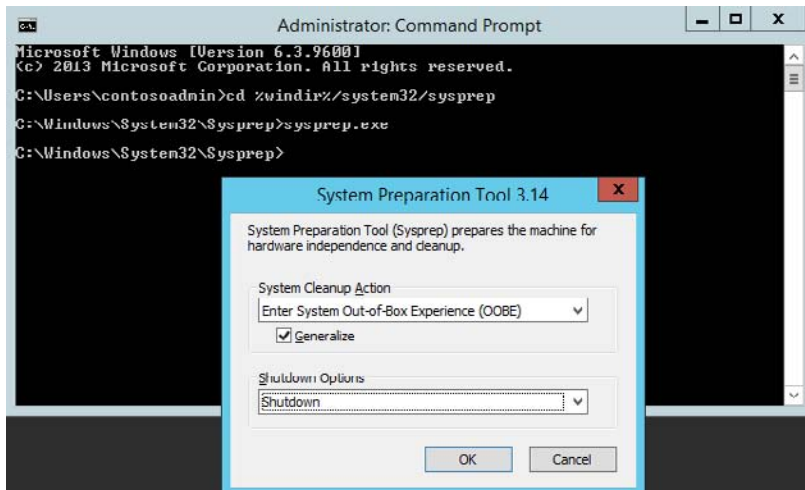 Administrator: Command Prompt
Microsoft Windows [Version 6.3.9600]
(c) 2013 Microsoft Corporation. All rights reserved.
C:\Users\contosoadmin>cd %windir%/system32/sysprep
C:\Windows\System32\Sysprep>sysprep.exe
C:\Windows\System32\Sysprep>
System Preparation Tool 3.14
System Preparation Tool (Sysprep) prepares the machine for
hardware independence and cleanup.
System Cleanup Action
Enter System Out-of-Box Experience (OOBE)
Generalize
Shutdown Options
Shutdown
OK Cancel